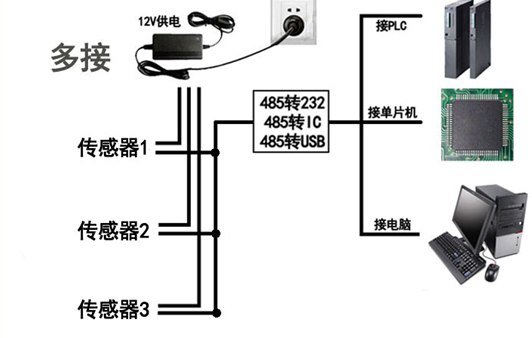 12V供电
多接
接PLC
485转232
485转IC
485转USB
接单片机
传感器1
传感器2
接电脑
传感器3